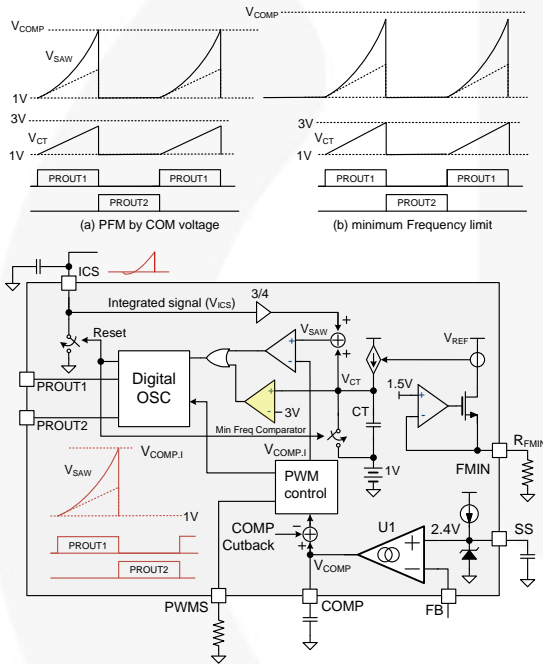 VCOMP
VSAW
1V
3V
VCT
1V
PROUT1
PROUT1
PROUT2
(a) PFM by COM voltage
VCOMP
3V
VCT
1V
PROUT1
PROUT1
PROUT2
(b) minimum Frequency limit
ICS
Integrated signal (VICS)
3/4
Reset
VSAW
+
+
+
-
VREF
Digital
OSC
VCT
CT
+
-
3V
1.5V
+
-
PROUT1
PROUT2
Min Freq Comparator
VCOMP.I
1V
RFMIN
FMIN
VSAW
VCOMP.I
1V
PWM
control
PROUT1
PROUT2
COMP
Cutback
-
+
VCOMP
U1
+
-
2.4V
SS
PWMS
COMP
FB